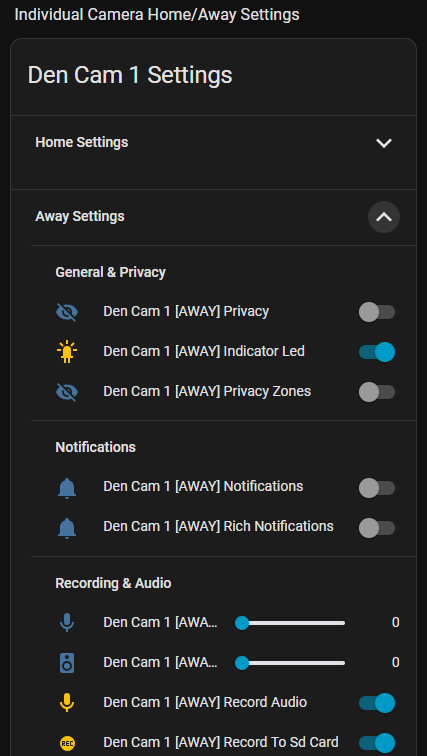 Individual Camera Home/Away Settings
Den Cam 1 Settings
Home Settings
Away Settings
General & Privacy
Den Cam 1 [AWAY] Privacy
Den Cam 1 [AWAY] Indicator Led
Den Cam 1 [AWAY] Privacy Zones
Notifications
Den Cam 1 [AWAY] Notifications
Den Cam 1 [AWAY] Rich Notifications
Recording & Audio
Den Cam 1 [AWA... 0
Den Cam 1 [AWA... 0
Den Cam 1 [AWAY] Record Audio
REC Den Cam 1 [AWAY] Record To Sd Card